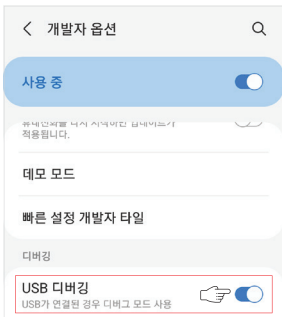 개발자 옵션
사용 중
적용됩니다.
데모 모드
빠른 설정 개발자 타일
디버깅
USB 디버깅
USB가 연결된 경우 디버그 모드 사용